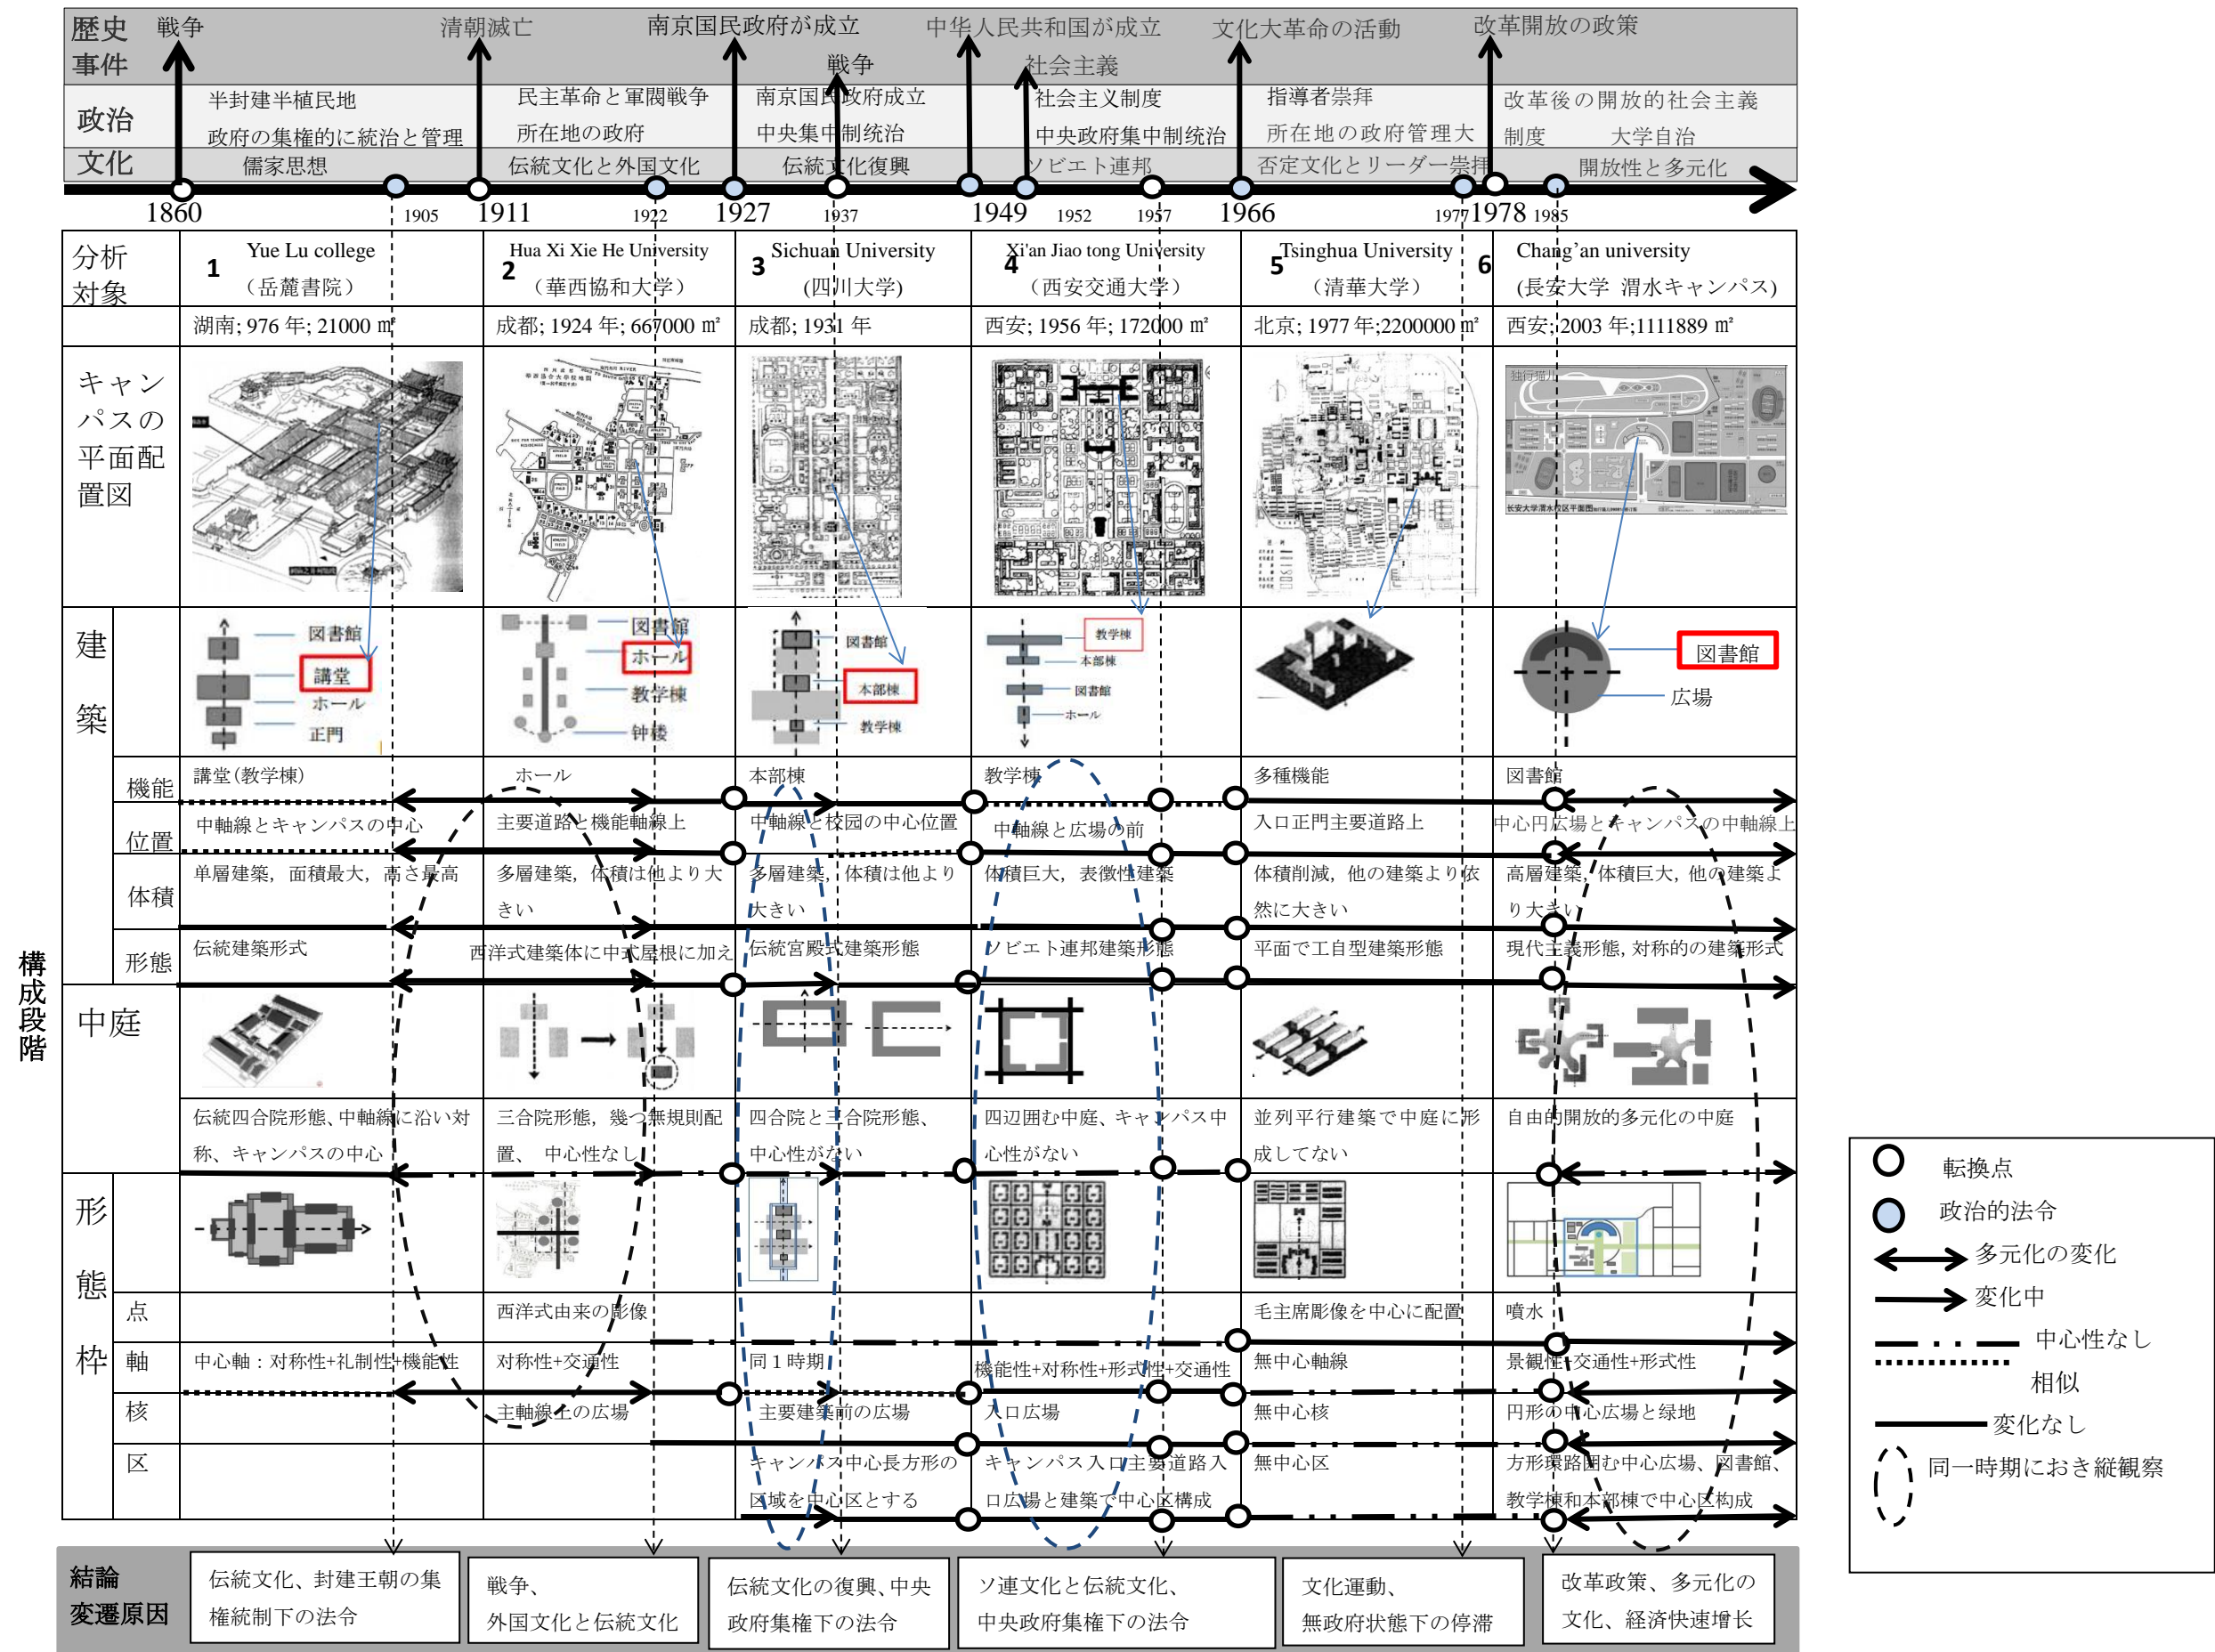 歴史 戦争 清朝滅亡 南京国民政府が成立 中华人民共和国が成立 文化大革命の活動 改革開放の政策
事件 戦争 社会主義
政治 半封建半植民地 民主革命と軍閥戦争 南京国民政府成立 社会主义制度 指導者崇拜 改革後の開放的社会主義
政府の集権的に統治と管理 所在地の政府 中央集中制統治 中央政府集中制統治 所在地の政府管理大 制度 大学自治
文化 儒家思想 伝統文化と外国文化 伝統文化復興 ソビエト連邦 否定文化とリーダー崇拝 開放性と多元化
1860 1905 1911 1922 1927 1937 1949 1952 1957 1966 1977 1978 1985
分析 1 Yue Lu college 2 Hua Xi Xie He University 3 Sichuan University 4 Xi'an Jiao tong University 5 Tsinghua University 6 Chang'an university
対象 （岳麓書院） （華西協和大学） (四川大学) （西安交通大学） （清華大学） (長安大学 渭水キャンパス)
湖南; 976 年; 21000 ㎡ 成都; 1924 年; 667000 ㎡ 成都; 1931 年 西安; 1956 年; 172000 ㎡ 北京; 1977 年;2200000 ㎡ 西安; 2003 年;1111889 ㎡
キャン
パスの
平面配
置図
独行猫儿
长安大学渭水校区平面图
構成段階
建築
図書館
講堂
ホール
正門
図書館
ホール
教学棟
钟楼
図書館
本部棟
教学棟
教学棟
本部棟
図書館
ホール
図書館
広場
機能 講堂(教学棟) ホール 本部棟 教学棟 多種機能 図書館
位置 中軸線とキャンパスの中心 主要道路と機能軸線上 中軸線と校园の中心位置 中軸線と広場の前 入口正門主要道路上 中心円広場とキャンパスの中軸線上
体積 单層建築，面積最大，高さ最高 多層建築，体積は他より大 多層建築，体積は他より 体積巨大，表徴性建築 体積削減，他の建築より依 高層建築，体積巨大，他の建築よ
きい 大きい 然に大きい り大きい
形態 伝統建築形式 西洋式建築体に中式屋根に加え 伝統宮殿式建築形態 ソビエト連邦建築形態 平面で工自型建築形態 現代主義形態，対称的の建築形式
中庭
伝統四合院形態、中軸線に沿い対 三合院形態，幾つ無規則配 四合院と三合院形態、 四辺囲む中庭、キャンパス中 並列平行建築で中庭に形 自由的開放的多元化の中庭
称、キャンパスの中心 置、 中心性なし 中心性がない 心性がない 成してない
形態枠
点 西洋式由来の彫像 毛主席彫像を中心に配置 噴水
軸 中心軸：対称性+礼制性+機能性 対称性+交通性 同１時期 機能性+対称性+形式性+交通性 無中心軸線 景観性+交通性+形式性
核 主軸線上の広場 主要建築前の広場 入口広場 無中心核 円形の中心広場と绿地
区 キャンパス中心長方形の キャンパス入口主要道路入 無中心区 方形環路囲む中心広場、図書館、
区域を中心区とする 口広場と建築で中心区構成 教学棟和本部棟で中心区构成
結論
変遷原因
伝統文化、封建王朝の集
権統制下の法令
戦争、
外国文化と伝統文化
伝統文化の復興、中央
政府集権下の法令
ソ連文化と伝統文化、
中央政府集権下の法令
文化運動、
無政府状態下の停滞
改革政策、多元化の
文化、経済快速增长
転換点
政治的法令
多元化の変化
変化中
中心性なし
相似
変化なし
同一時期におき縦観察